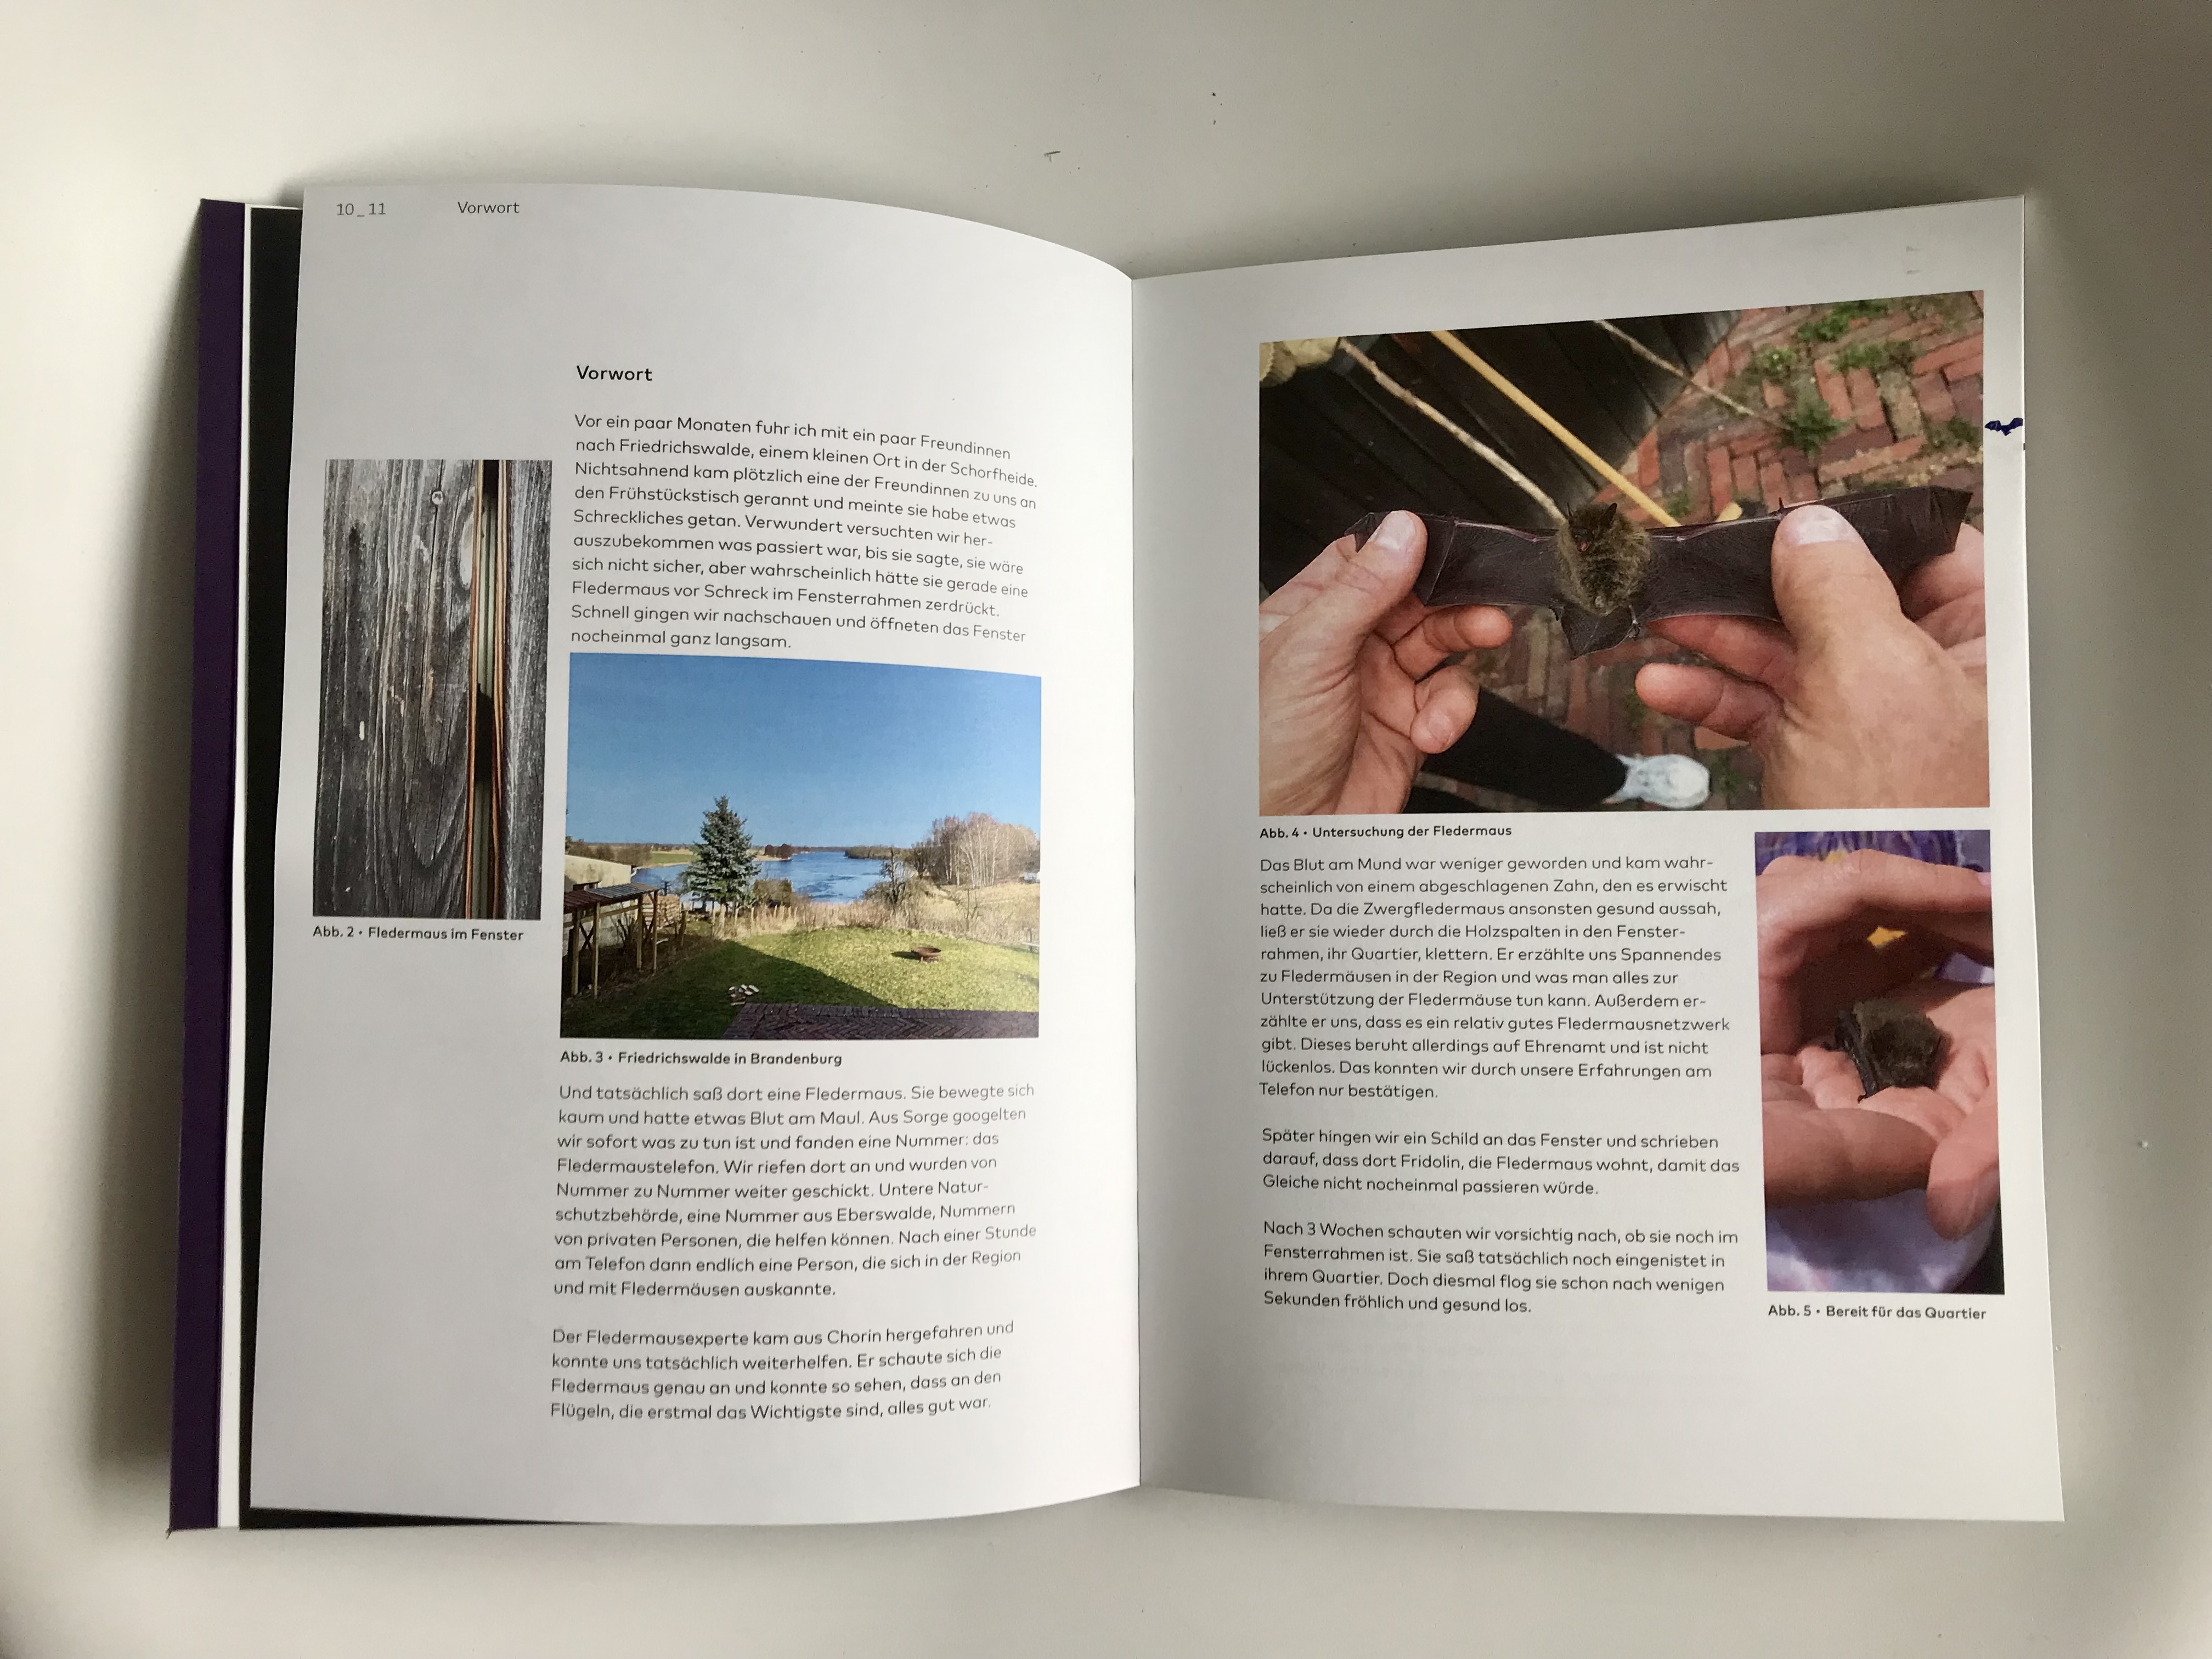 10_11 Vorwort
Vorwort
Vor ein paar Monaten fuhr ich mit ein paar Freundinnen
nach Friedrichswalde, einem kleinen Ort in der Schorfheide.
Nichtsahnend kam plötzlich eine der Freundinnen zu uns an
den Frühstückstisch gerannt und meinte sie habe etwas
Schreckliches getan. Verwundert versuchten wir her-
auszubekommen was passiert war, bis sie sagte, sie wäre
sich nicht sicher, aber wahrscheinlich hätte sie gerade eine
Fledermaus vor Schreck im Fensterrahmen zerdrückt.
Schnell gingen wir nachschauen und öffneten das Fenster
nocheinmal ganz langsam.
Abb. 2 • Fledermaus im Fenster
Abb. 3 • Friedrichswalde in Brandenburg
Und tatsächlich saß dort eine Fledermaus. Sie bewegte sich
kaum und hatte etwas Blut am Maul. Aus Sorge googelten
wir sofort was zu tun ist und fanden eine Nummer: das
Fledermaustelefon. Wir riefen dort an und wurden von
Nummer zu Nummer weiter geschickt. Untere Natur-
schutzbehörde, eine Nummer aus Eberswalde, Nummern
von privaten Personen, die helfen können. Nach einer Stunde
am Telefon dann endlich eine Person, die sich in der Region
und mit Fledermäusen auskannte.
Der Fledermausexperte kam aus Chorin hergefahren und
konnte uns tatsächlich weiterhelfen. Er schaute sich die
Fledermaus genau an und konnte so sehen, dass an den
Flügeln, die erstmal das Wichtigste sind, alles gut war.
Abb. 4 • Untersuchung der Fledermaus
Das Blut am Mund war weniger geworden und kam wahr-
scheinlich von einem abgeschlagenen Zahn, den es erwischt
hatte. Da die Zwergfledermaus ansonsten gesund aussah,
ließ er sie wieder durch die Holzspalten in den Fenster-
rahmen, ihr Quartier, klettern. Er erzählte uns Spannendes
zu Fledermäusen in der Region und was man alles zur
Unterstützung der Fledermäuse tun kann. Außerdem er-
zählte er uns, dass es ein relativ gutes Fledermausnetzwerk
gibt. Dieses beruht allerdings auf Ehrenamt und ist nicht
lückenlos. Das konnten wir durch unsere Erfahrungen am
Telefon nur bestätigen.
Später hingen wir ein Schild an das Fenster und schrieben
darauf, dass dort Fridolin, die Fledermaus wohnt, damit das
Gleiche nicht nocheinmal passieren würde.
Nach 3 Wochen schauten wir vorsichtig nach, ob sie noch im
Fensterrahmen ist. Sie saß tatsächlich noch eingenistet in
ihrem Quartier. Doch diesmal flog sie schon nach wenigen
Sekunden fröhlich und gesund los.
Abb. 5 • Bereit für das Quartier